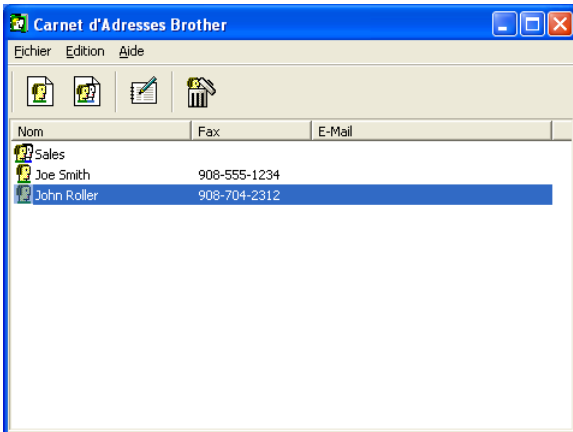 Carnet d'Adresses Brother
Fichier Edition Aide
Nom Fax E-Mail
Sales
Joe Smith 908-555-1234
John Roller 908-704-2312